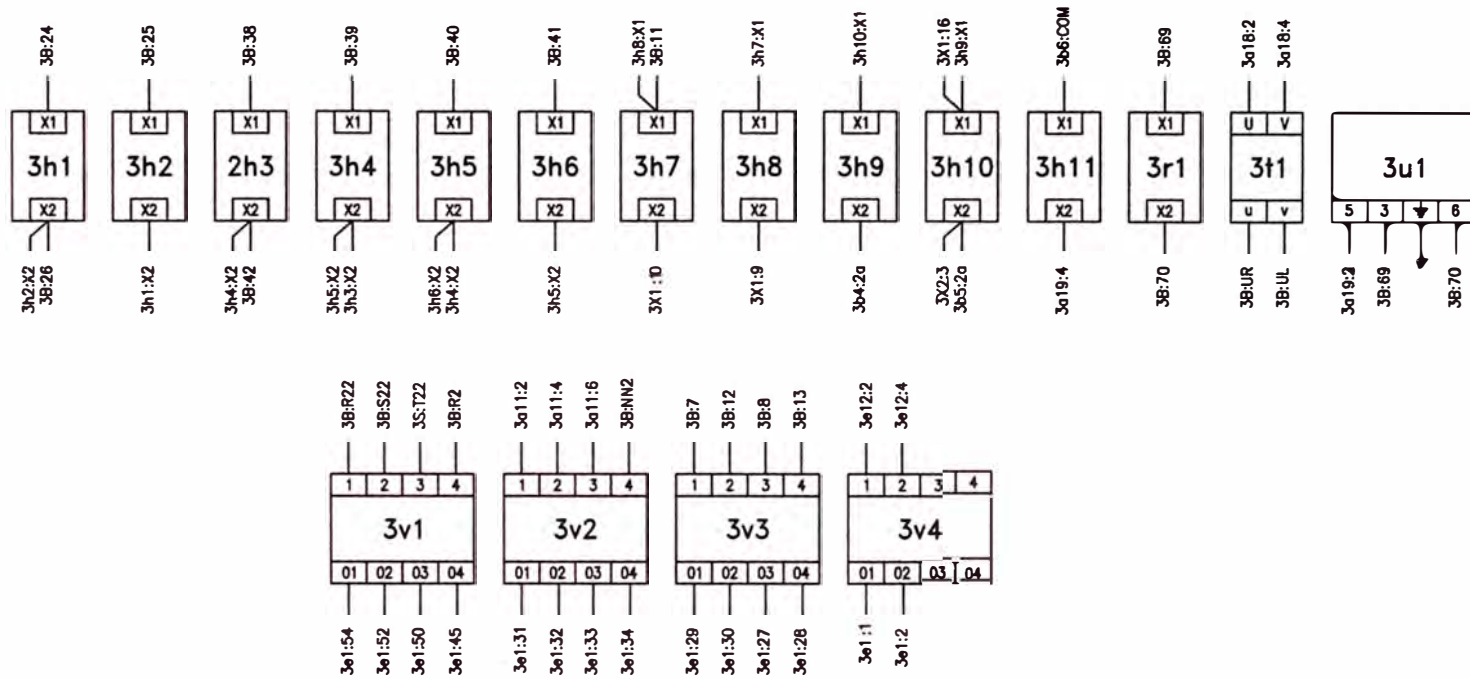 3B:24
3B:25
3B:38
3B:39
3B:40
3B:41
3h8:X1
3B:11
3h7:X1
3h10:X1
3X1:16
3h9:X1
3b6:COM
3B:69
3a18:2
3a18:4
X1 X1 X1 X1 X1 X1 X1 X1 X1 X1 X1 X1 U V
3h1 3h2 2h3 3h4 3h5 3h6 3h7 3h8 3h9 3h10 3h11 3r1 3t1 3u1
X2 X2 X2 X2 X2 X2 X2 X2 X2 X2 X2 X2 u v 5 3 6
3h2:X2
3B:26
3h1:X2
3h4:X2
3B:42
3h5:X2
3h3:X2
3h6:X2
3h4:X2
3h5:X2
3X1:10
3X1:9
3b4:2a
3X2:3
3b5:2a
3a19:4
3B:70
3B:UR
3B:UL
3a19:2
3B:69
3B:70
3B:R22
3B:S22
3S:T22
3B:R2
3a11:2
3a11:4
3a11:6
3B:NN2
3B:7
3B:12
3B:8
3B:13
3e12:2
3e12:4
1 2 3 4 1 2 3 4 1 2 3 4 1 2 3 4
3v1 3v2 3v3 3v4
01 02 03 04 01 02 03 04 01 02 03 04 01 02 03 04
3e1:54
3e1:52
3e1:50
3e1:45
3e1:31
3e1:32
3e1:33
3e1:34
3e1:29
3e1:30
3e1:27
3e1:28
3e1:1
3e1:2